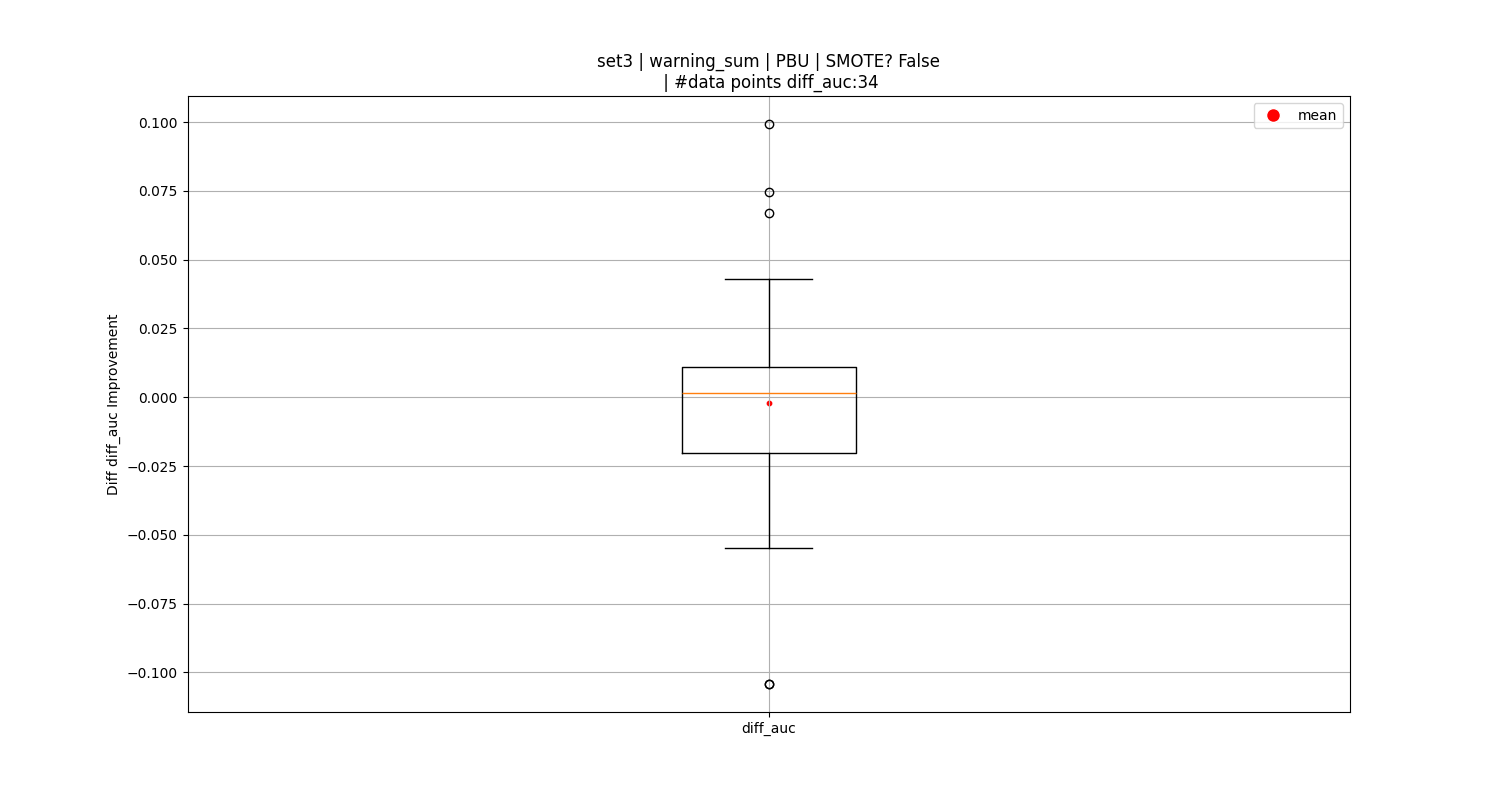 set3 | warning_sum | PBU | SMOTE? False
| #data points diff_auc:34
mean
0.100
0.075
0.050
0.025
0.000
−0.025
−0.050
−0.075
−0.100
Diff diff_auc Improvement
diff_auc